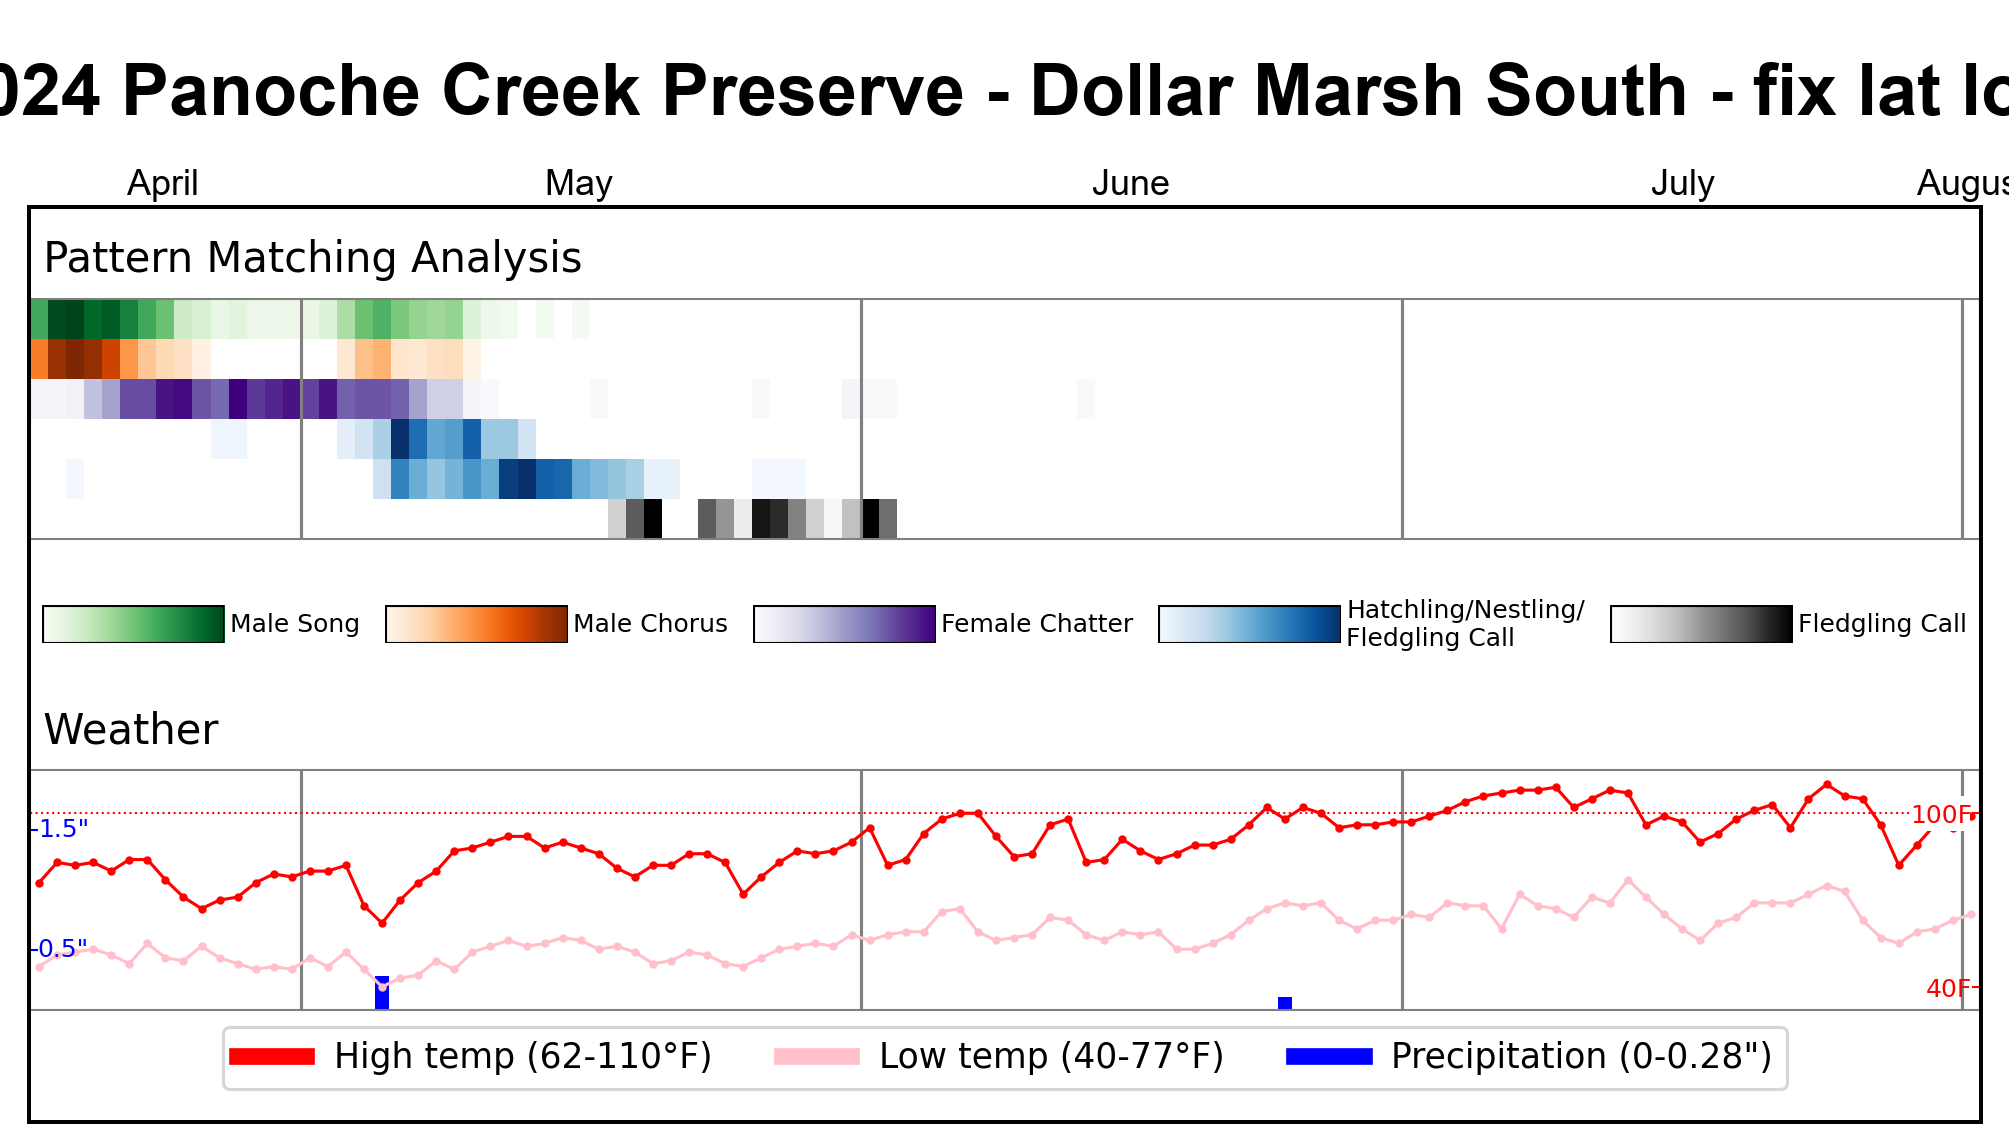 024 Panoche Creek Preserve - Dollar Marsh South - fix lat lo
April May June July Augus
Pattern Matching Analysis
Male Song Male Chorus Female Chatter Hatchling/Nestling/ Fledgling Call
Fledgling Call
Weather
1.5"
100F
0.5"
40F
High temp (62-110°F) Low temp (40-77°F) Precipitation (0-0.28")